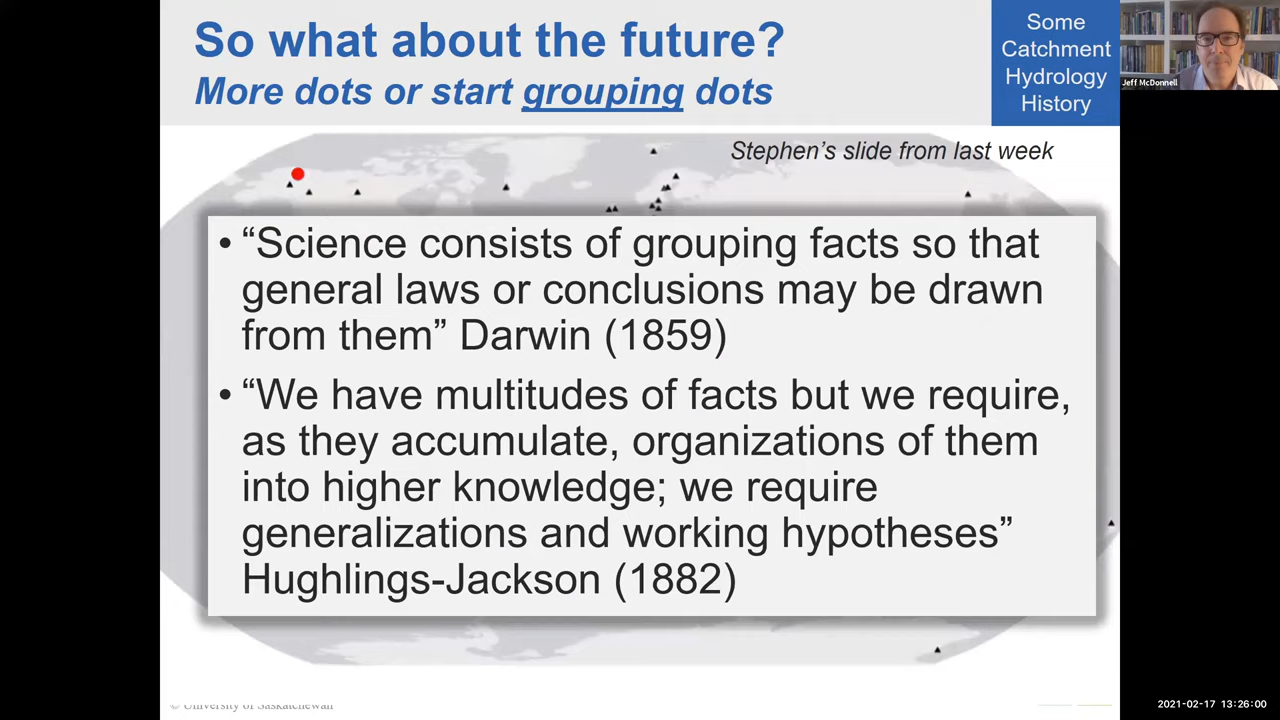 So what about the future?
More dots or start grouping dots
Some
Catchment
Hydrology
History
Jeff McDonnell
Stephen's slide from last week
• “Science consists of grouping facts so that
general laws or conclusions may be drawn
from them” Darwin (1859)
• “We have multitudes of facts but we require,
as they accumulate, organizations of them
into higher knowledge; we require
generalizations and working hypotheses”
Hughlings-Jackson (1882)
© University of Saskatchewan
2021-02-17 13:26:00